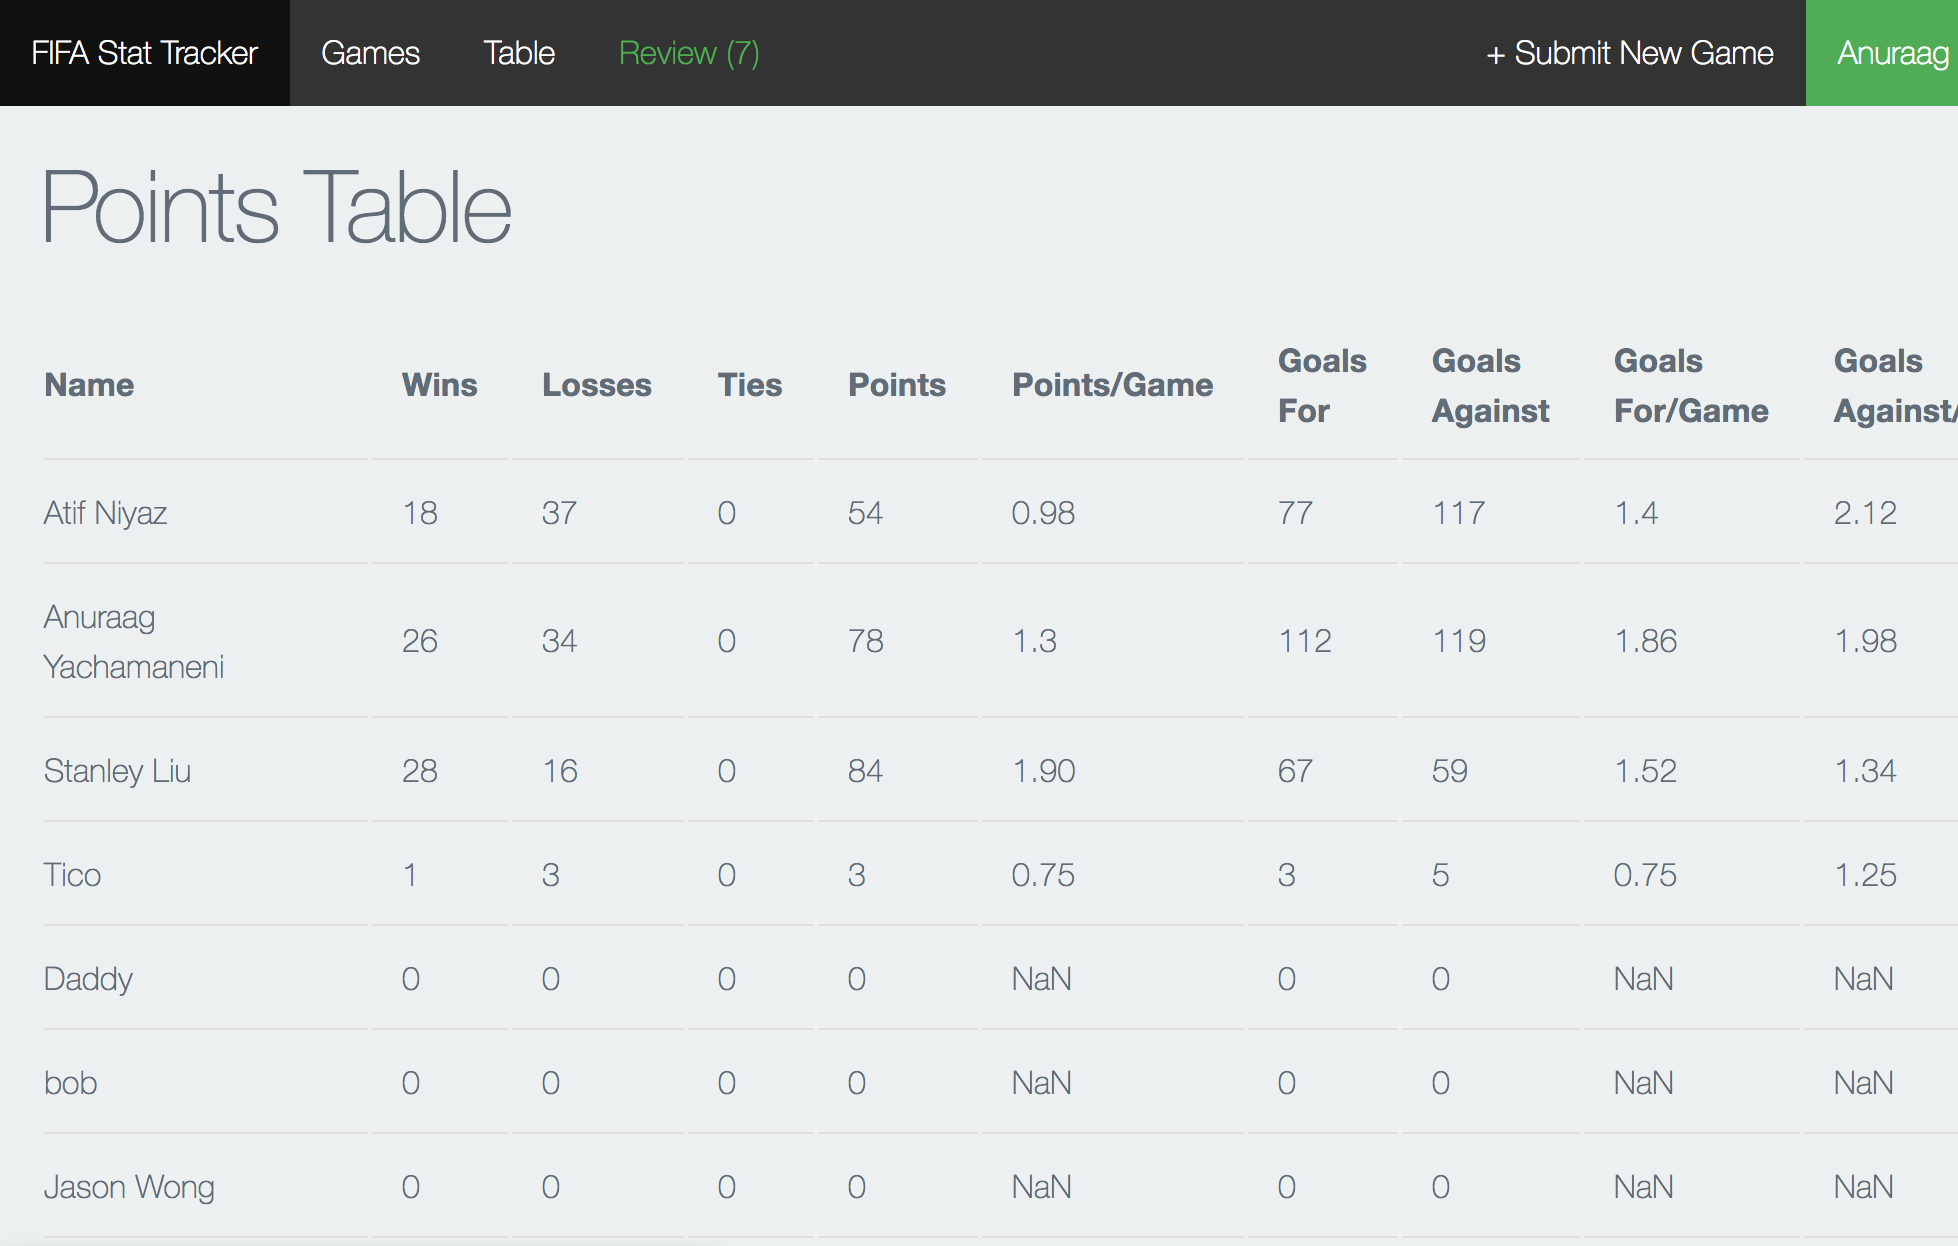 FIFA Stat Tracker Games Table Review (7) + Submit New Game Anuraag
Points Table
Name Wins Losses Ties Points Points/Game Goals For Goals Against Goals For/Game Goals Against/
Atif Niyaz 18 37 0 54 0.98 77 117 1.4 2.12
Anuraag Yachamaneni 26 34 0 78 1.3 112 119 1.86 1.98
Stanley Liu 28 16 0 84 1.90 67 59 1.52 1.34
Tico 1 3 0 3 0.75 3 5 0.75 1.25
Daddy 0 0 0 0 NaN 0 0 NaN NaN
bob 0 0 0 0 NaN 0 0 NaN NaN
Jason Wong 0 0 0 0 NaN 0 0 NaN NaN